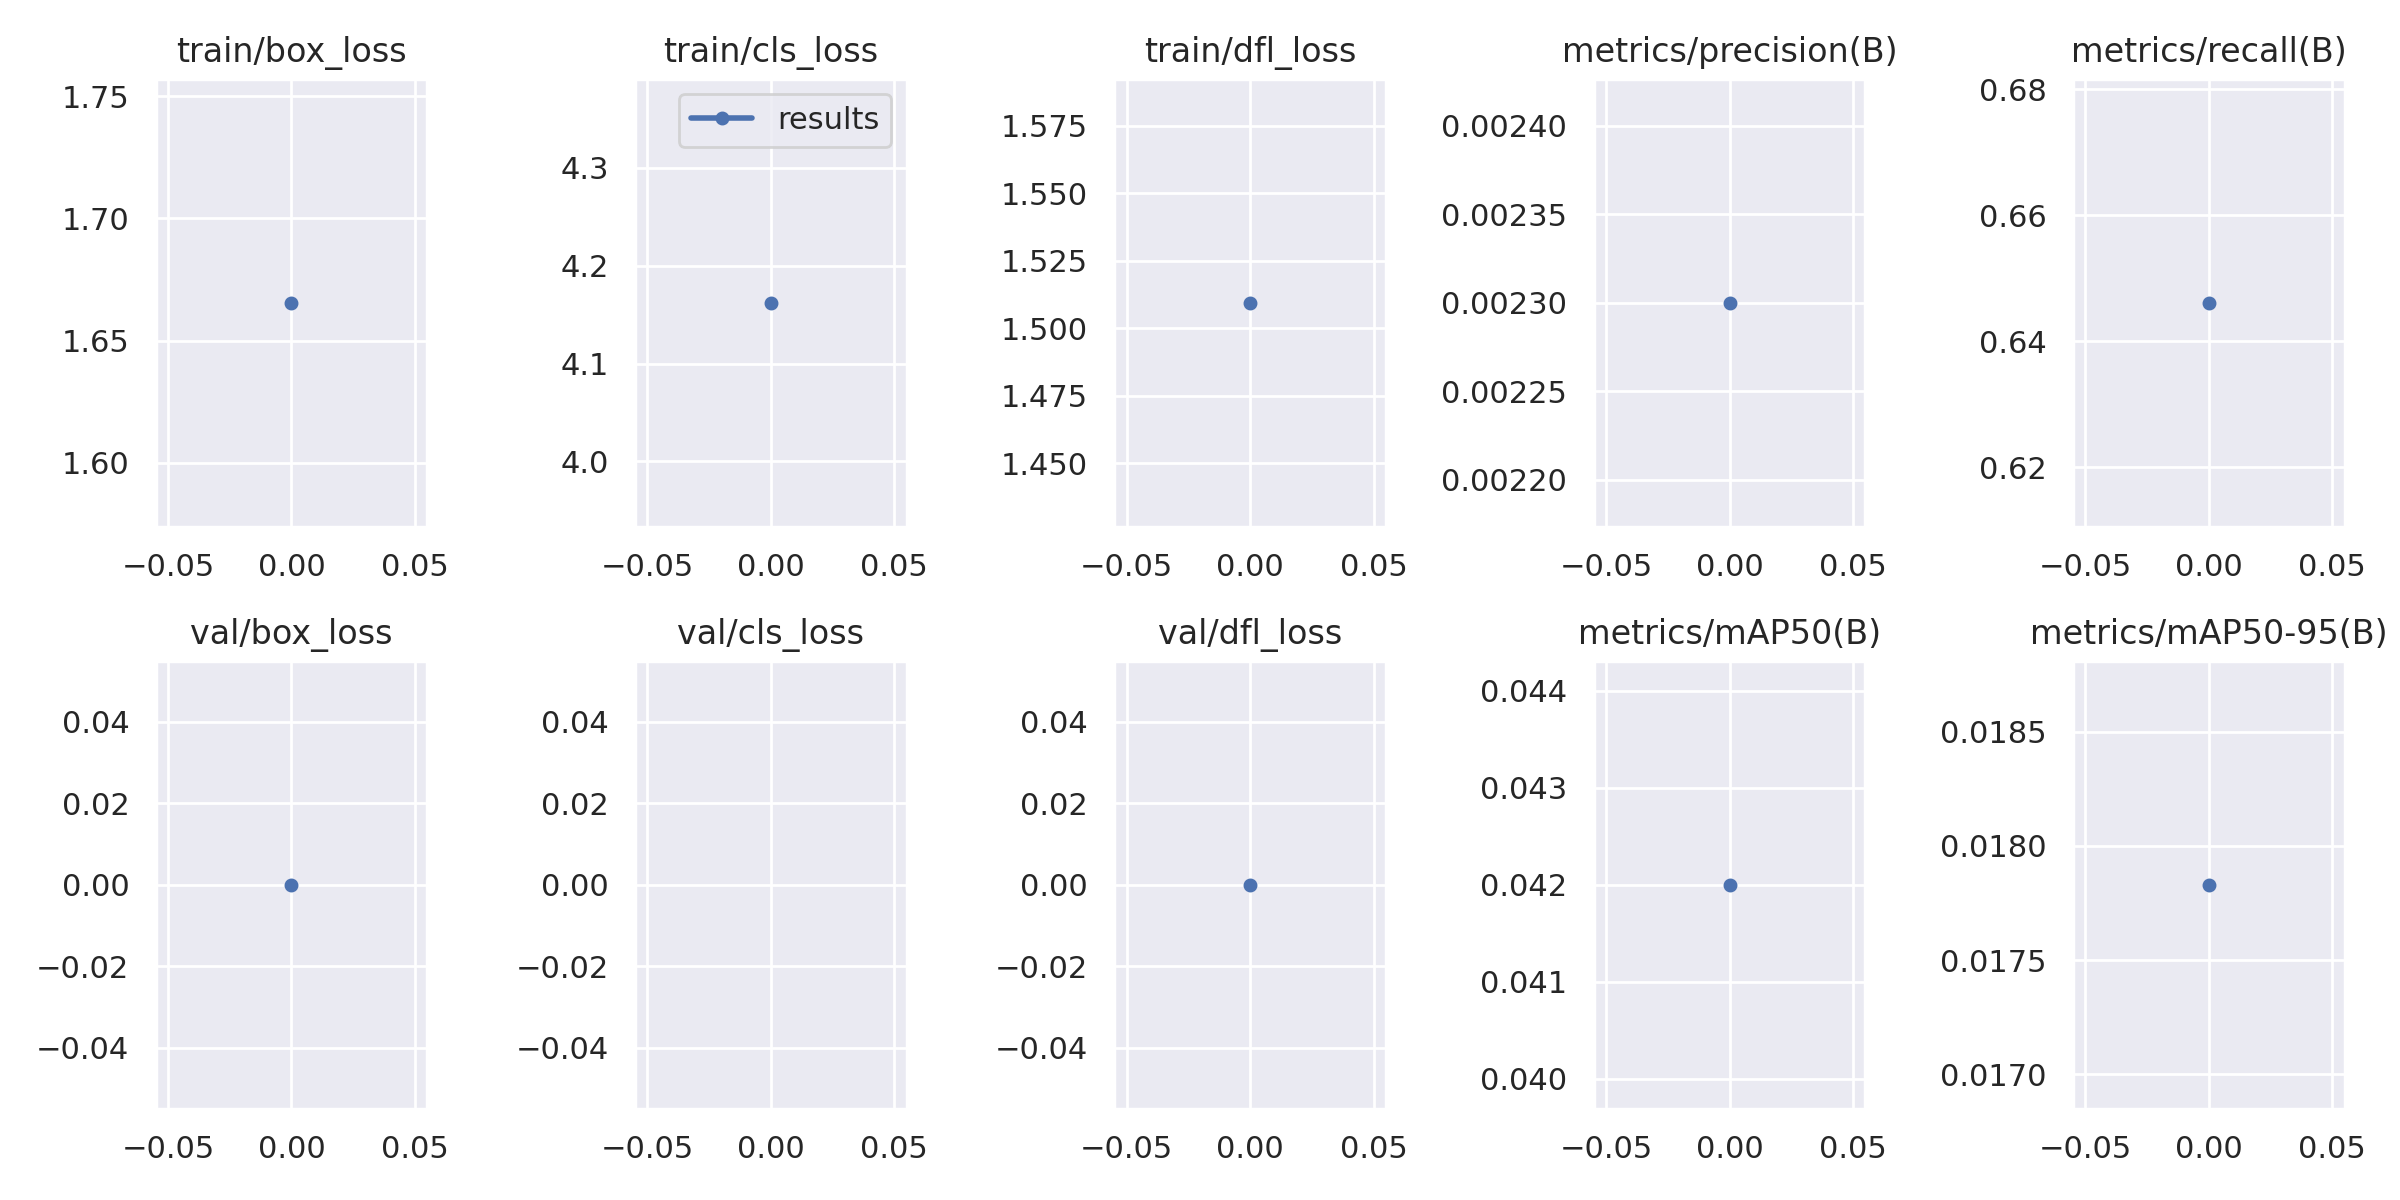 train/box_loss
1.75
1.70
1.65
1.60
−0.05 0.00 0.05
train/cls_loss
results
4.3
4.2
4.1
4.0
−0.05 0.00 0.05
train/dfl_loss
1.575
1.550
1.525
1.500
1.475
1.450
−0.05 0.00 0.05
metrics/precision(B)
0.00240
0.00235
0.00230
0.00225
0.00220
−0.05 0.00 0.05
metrics/recall(B)
0.68
0.66
0.64
0.62
−0.05 0.00 0.05
val/box_loss
0.04
0.02
0.00
−0.02
−0.04
−0.05 0.00 0.05
val/cls_loss
0.04
0.02
0.00
−0.02
−0.04
−0.05 0.00 0.05
val/dfl_loss
0.04
0.02
0.00
−0.02
−0.04
−0.05 0.00 0.05
metrics/mAP50(B)
0.044
0.043
0.042
0.041
0.040
−0.05 0.00 0.05
metrics/mAP50-95(B)
0.0185
0.0180
0.0175
0.0170
−0.05 0.00 0.05